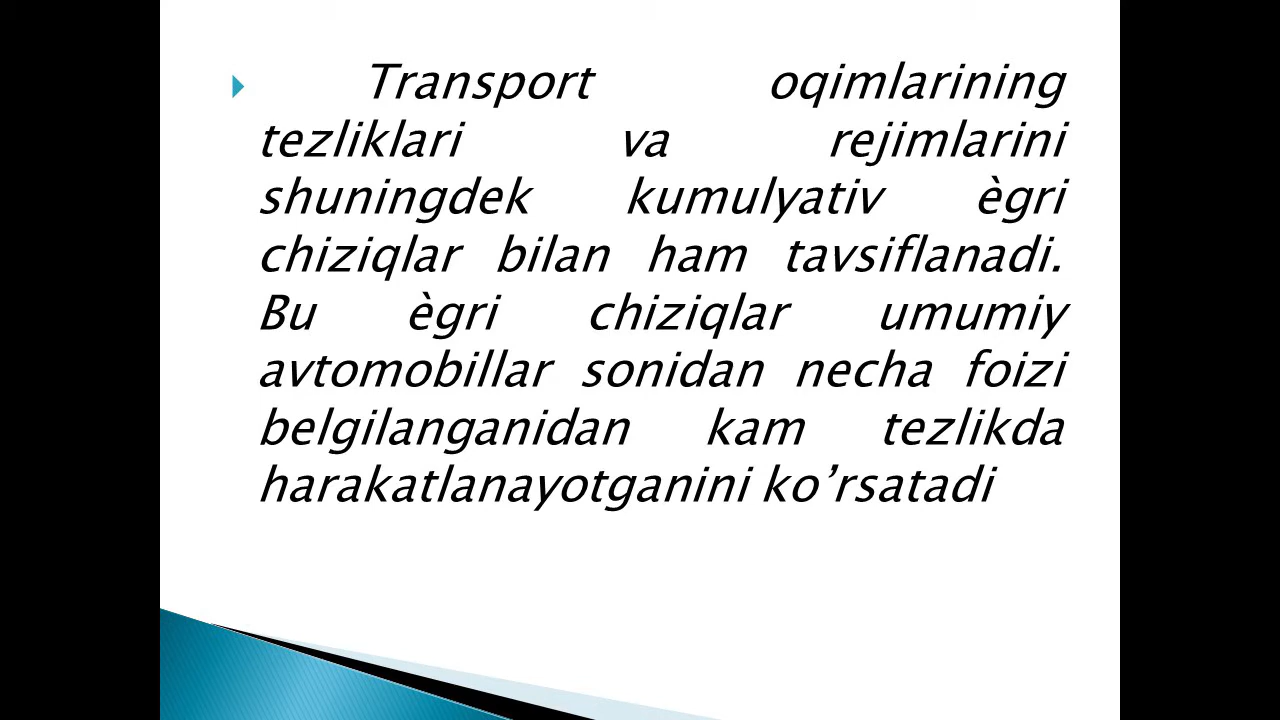 Transport oqimlarining
tezliklari va rejimlarini
shuningdek kumulyativ ègri
chiziqlar bilan ham tavsiflanadi.
Bu ègri chiziqlar umumiy
avtomobillar sonidan necha foizi
belgilanganidan kam tezlikda
harakatlanayotganini ko’rsatadi